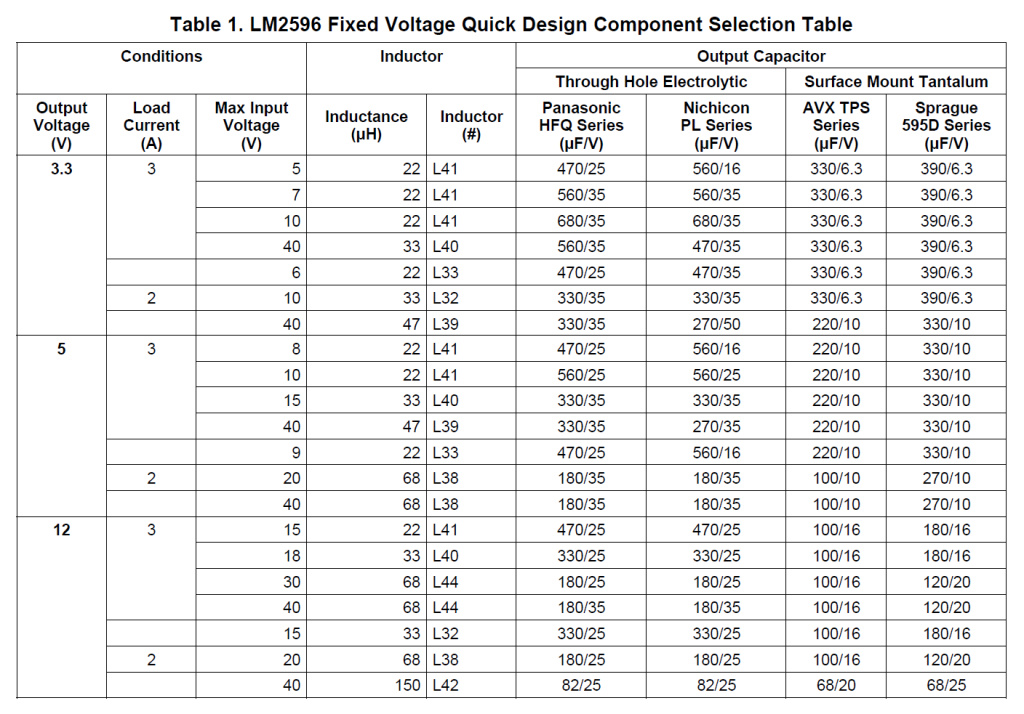 Table 1. LM2596 Fixed Voltage Quick Design Component Selection Table
Conditions Inductor Output Capacitor
Through Hole Electrolytic Surface Mount Tantalum
Output Voltage (V) Load Current (A) Max Input Voltage (V) Inductance (μH) Inductor (#) Panasonic HFQ Series (μF/V) Nichicon PL Series (μF/V) AVX TPS Series (μF/V) Sprague 595D Series (μF/V)
3.3 3 5 22 L41 470/25 560/16 330/6.3 390/6.3
7 22 L41 560/35 560/35 330/6.3 390/6.3
10 22 L41 680/35 680/35 330/6.3 390/6.3
40 33 L40 560/35 470/35 330/6.3 390/6.3
6 22 L33 470/25 470/35 330/6.3 390/6.3
2 10 33 L32 330/35 330/35 330/6.3 390/6.3
40 47 L39 330/35 270/50 220/10 330/10
5 3 8 22 L41 470/25 560/16 220/10 330/10
10 22 L41 560/25 560/25 220/10 330/10
15 33 L40 330/35 330/35 220/10 330/10
40 47 L39 330/35 270/35 220/10 330/10
9 22 L33 470/25 560/16 220/10 330/10
2 20 68 L38 180/35 180/35 100/10 270/10
40 68 L38 180/35 180/35 100/10 270/10
12 3 15 22 L41 470/25 470/25 100/16 180/16
18 33 L40 330/25 330/25 100/16 180/16
30 68 L44 180/25 180/25 100/16 120/20
40 68 L44 180/35 180/35 100/16 120/20
15 33 L32 330/25 330/25 100/16 180/16
2 20 68 L38 180/25 180/25 100/16 120/20
40 150 L42 82/25 82/25 68/20 68/25